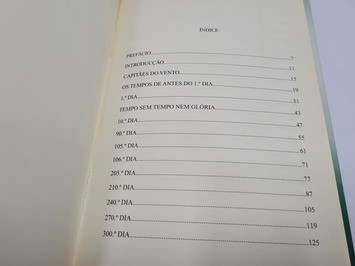 ÍNDICE
PREFÁCIO 7
INTRODUCÇÃO 11
CAPITÃES DO VENTO 15
OS TEMPOS DE ANTES DO 1.º DIA 19
1.º DIA 31
TEMPO SEM TEMPO NEM GLÓRIA 43
10.º DIA 47
90.º DIA 55
105.º DIA 61
106.º DIA 71
205.º DIA 77
210.º DIA 87
240.º DIA 105
270.º DIA 119
300.º DIA 125